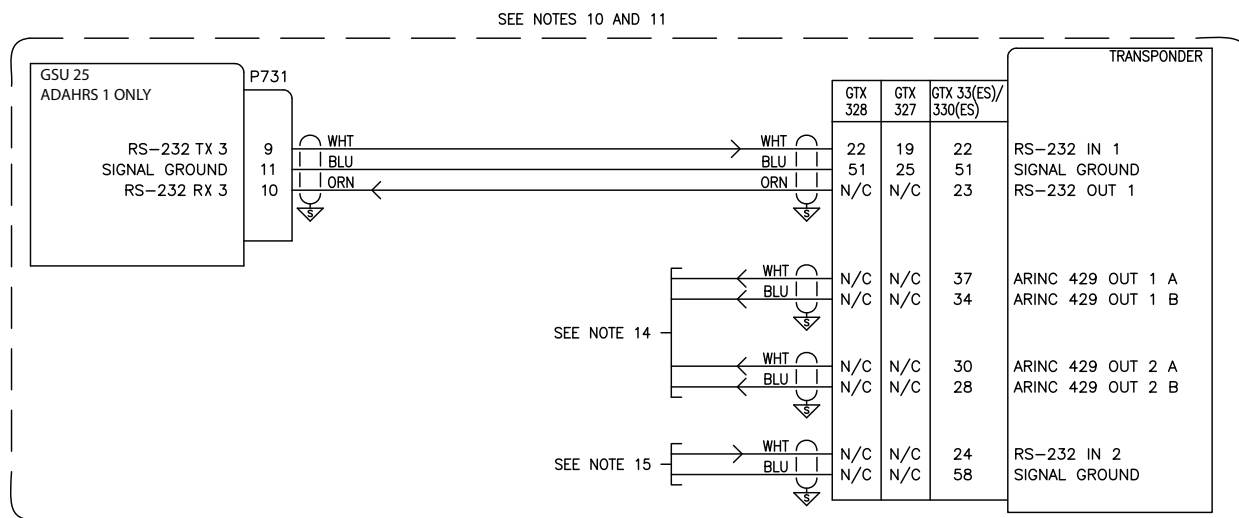 SEE NOTES 10 AND 11
TRANSPONDER
GSU 25
ADAHRS 1 ONLY
P731
GTX 328 GTX 327 GTX 33(ES)/330(ES)
RS-232 TX 3 9 WHT WHT 22 19 22 RS-232 IN 1
SIGNAL GROUND 11 BLU BLU 51 25 51 SIGNAL GROUND
RS-232 RX 3 10 ORN ORN N/C N/C 23 RS-232 OUT 1
S S
WHT N/C N/C 37 ARINC 429 OUT 1 A
BLU N/C N/C 34 ARINC 429 OUT 1 B
S
SEE NOTE 14
WHT N/C N/C 30 ARINC 429 OUT 2 A
BLU N/C N/C 28 ARINC 429 OUT 2 B
S
WHT N/C N/C 24 RS-232 IN 2
SEE NOTE 15
BLU N/C N/C 58 SIGNAL GROUND
S